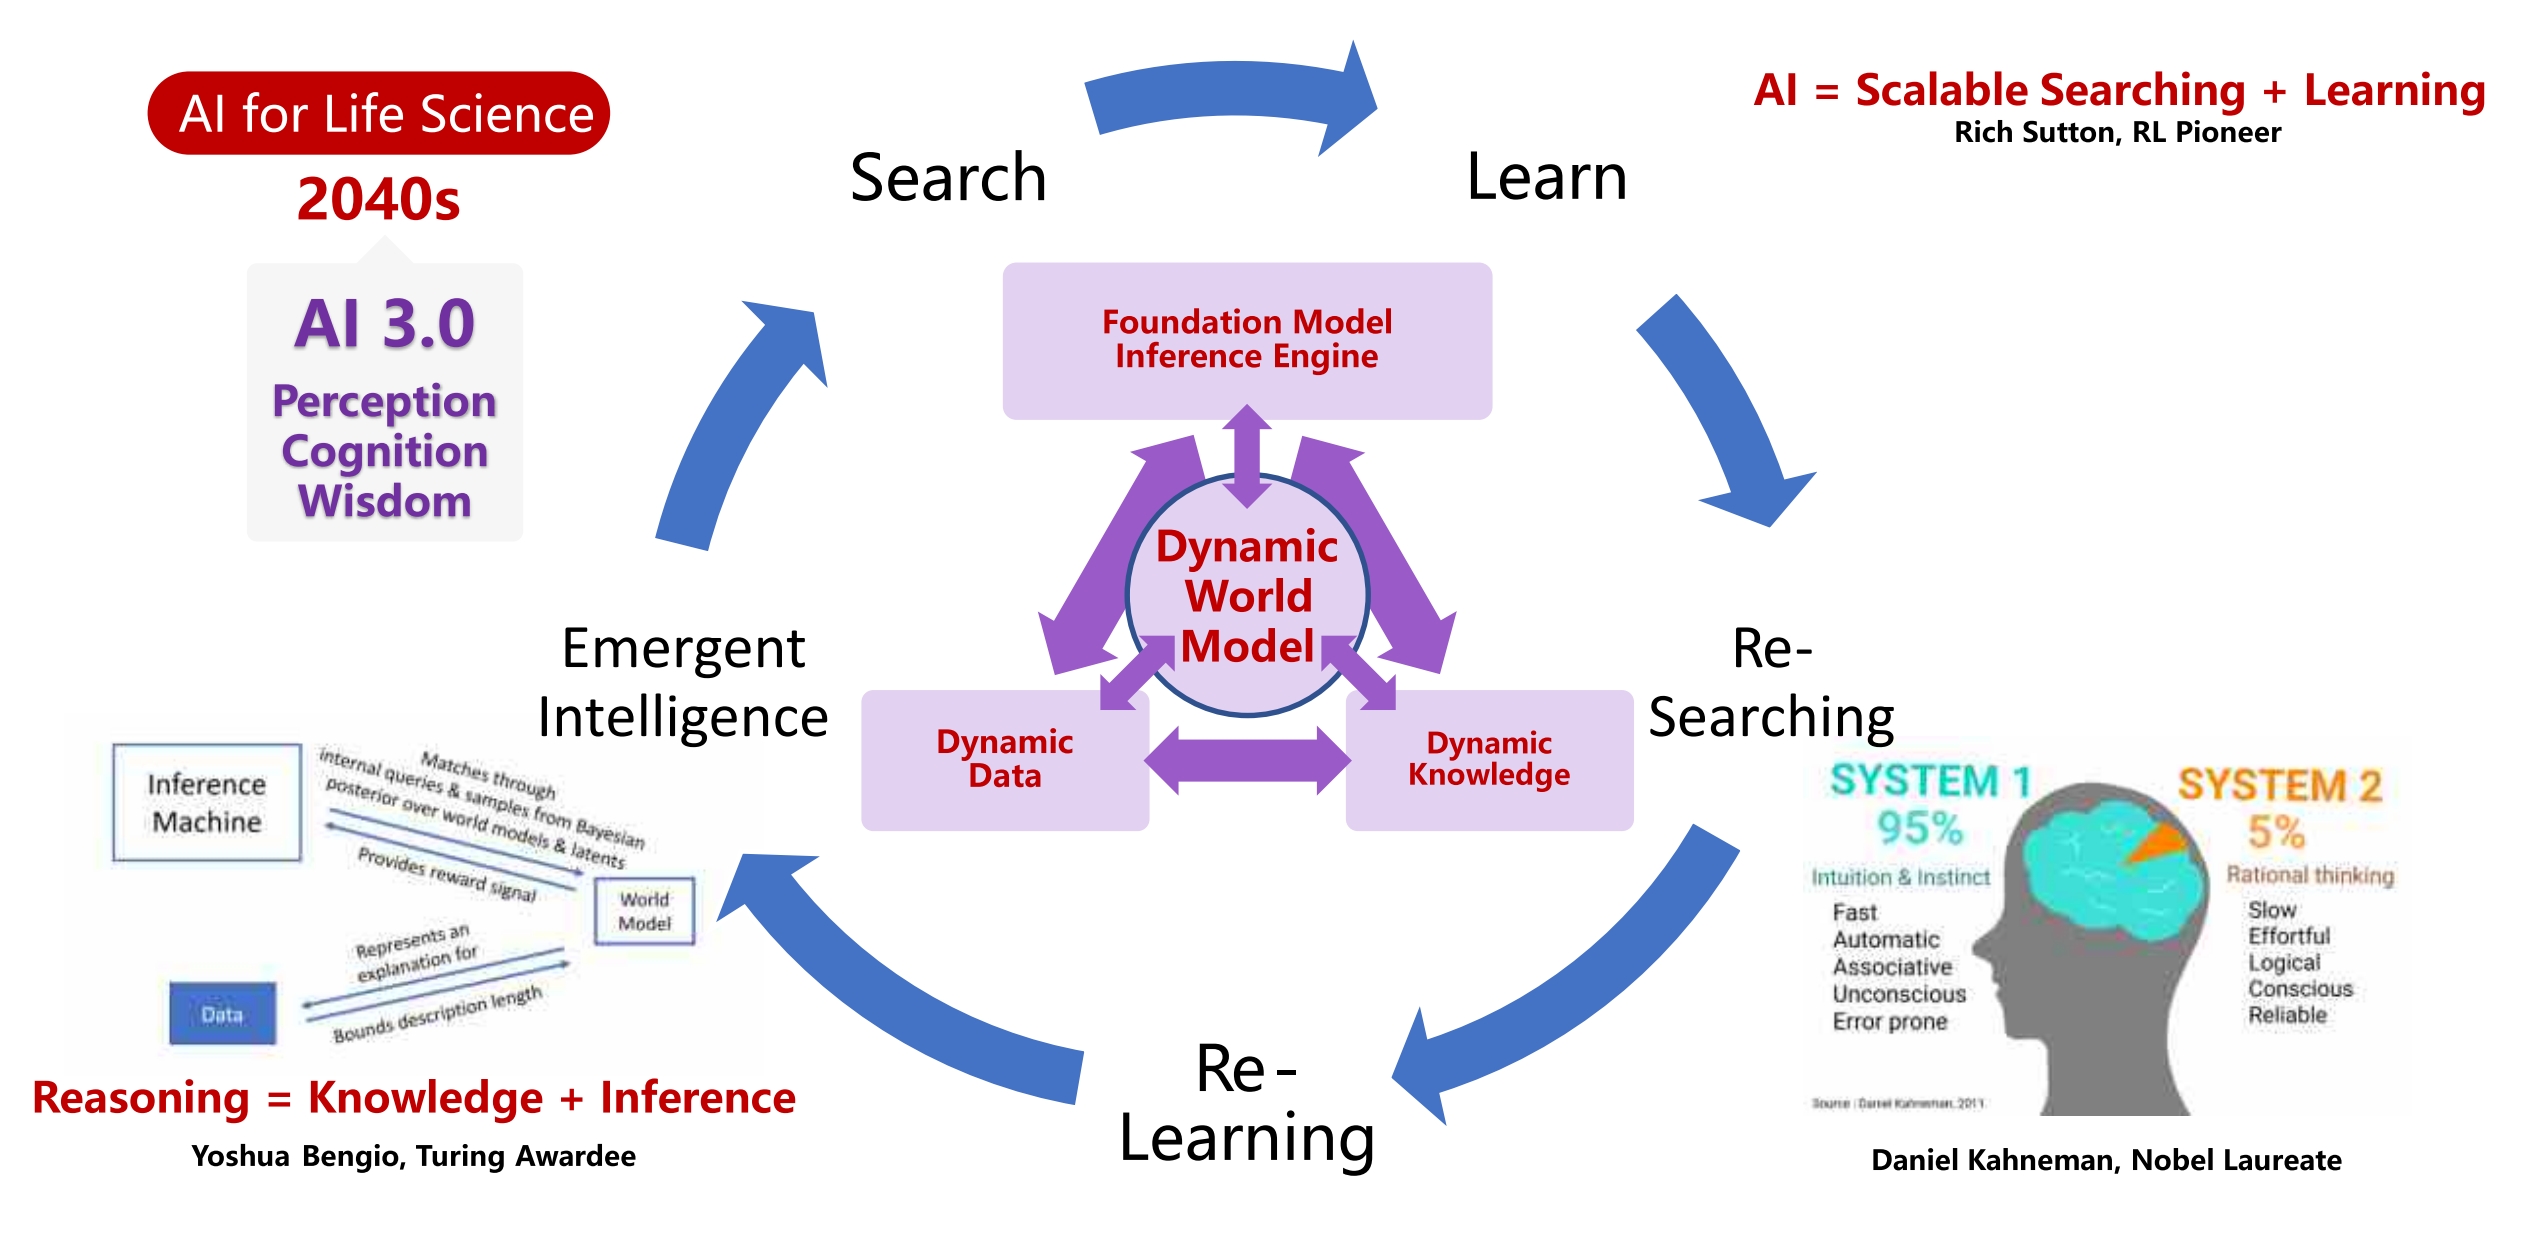 AI for Life Science
2040s
AI 3.0
Perception
Cognition
Wisdom
Search
Learn
AI = Scalable Searching + Learning
Rich Sutton, RL Pioneer
Foundation Model
Inference Engine
Dynamic
World
Model
Dynamic
Data
Dynamic
Knowledge
Emergent
Intelligence
Re-
Searching
Re-
Learning
Inference
Machine
Matches through
internal queries & samples from Bayesian
posterior over world models & latents
Provides reward signal
World
Model
Represents an
explanation for
Bounds description length
Data
Reasoning = Knowledge + Inference
Yoshua Bengio, Turing Awardee
SYSTEM 1
95%
Intuition & Instinct
Fast
Automatic
Associative
Unconscious
Error prone
SYSTEM 2
5%
Rational thinking
Slow
Effortful
Logical
Conscious
Reliable
Source : Daniel Kahneman, 2011
Daniel Kahneman, Nobel Laureate